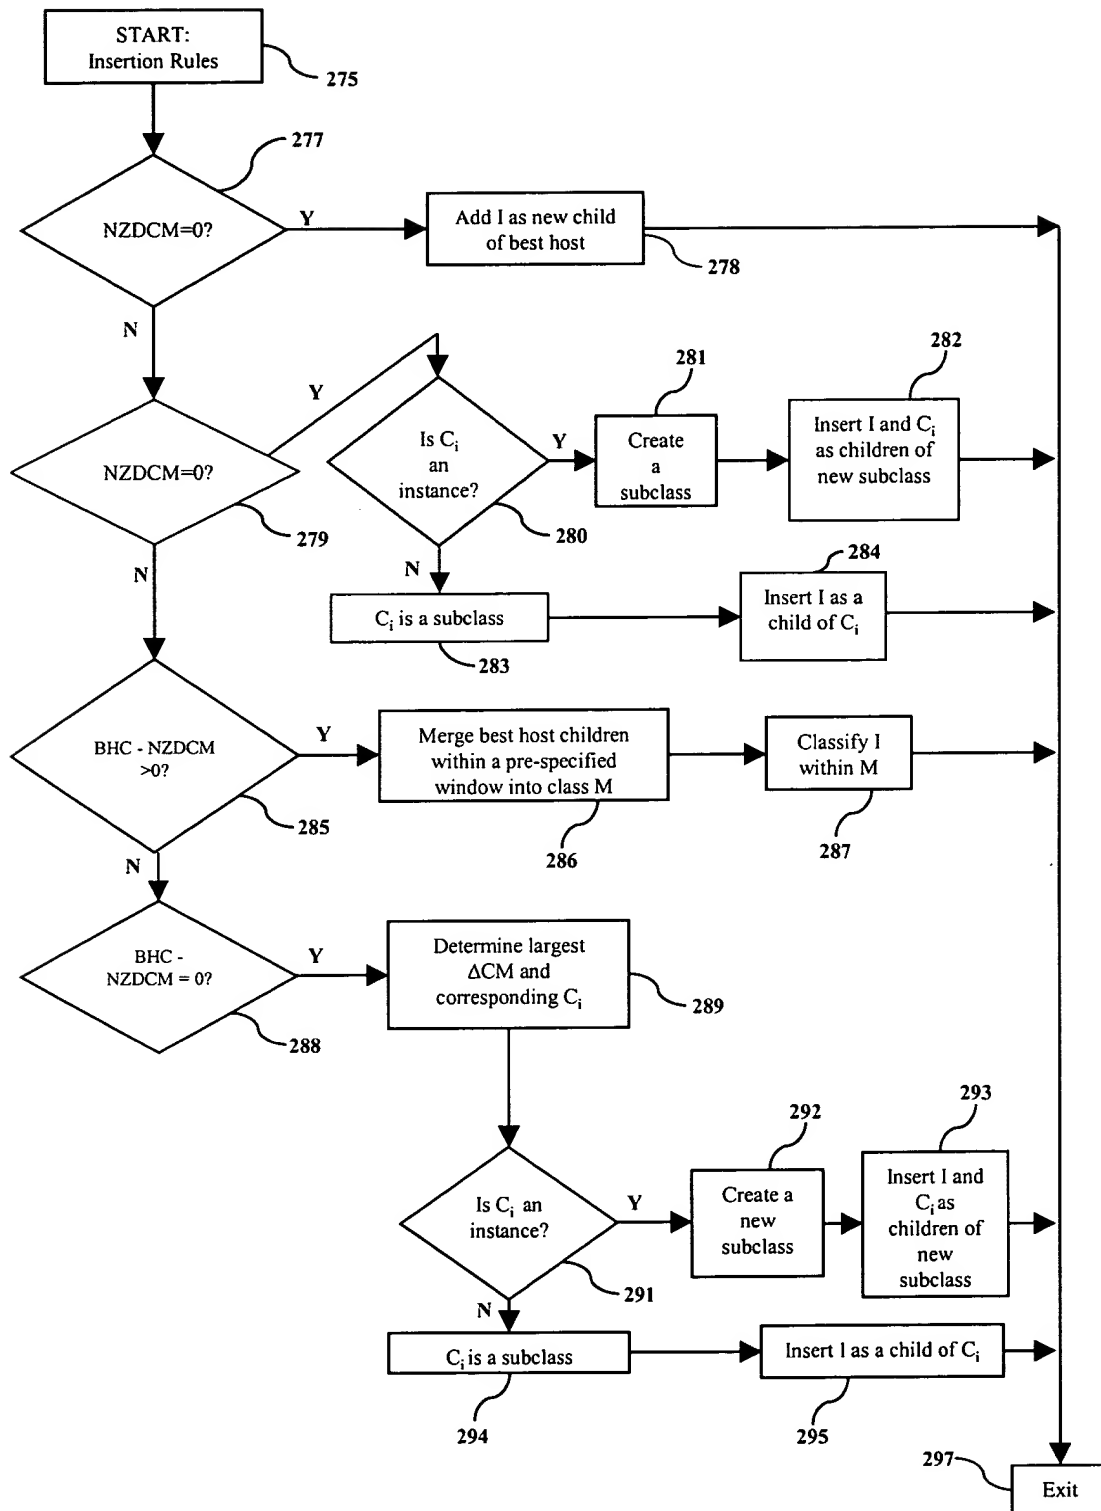 START:
Insertion Rules
275
277
NZDCM=0?
Y
Add I as new child
of best host
278
N
NZDCM=0?
279
Y
Is Ci
an
instance?
280
Y
281
Create
a
subclass
282
Insert I and Ci
as children of
new subclass
N
Ci is a subclass
283
284
Insert I as a
child of Ci
N
BHC - NZDCM
>0?
285
Y
Merge best host children
within a pre-specified
window into class M
286
Classify I
within M
287
N
BHC -
NZDCM = 0?
288
Y
Determine largest
ΔCM and
corresponding Ci
289
Is Ci an
instance?
291
Y
292
Create a
new
subclass
293
Insert I and
Ci as
children of
new
subclass
N
Ci is a subclass
294
Insert I as a child of Ci
295
297
Exit